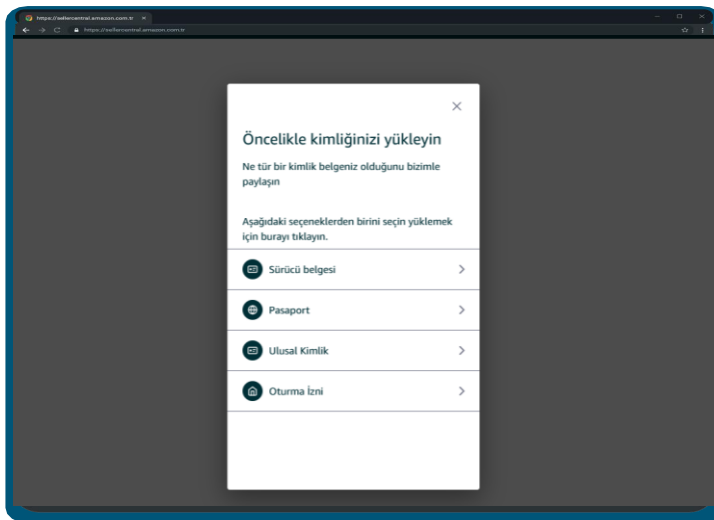 https://sellercentral.amazon.com.tr
https://sellercentral.amazon.com.tr
Öncelikle kimliğinizi yükleyin
Ne tür bir kimlik belgeniz olduğunu bizimle
paylaşın
Aşağıdaki seçeneklerden birini seçin yüklemek
için burayı tıklayın.
Sürücü belgesi
Pasaport
Ulusal Kimlik
Oturma İzni